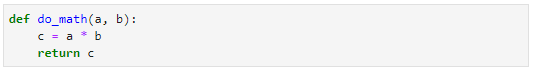 def do_math(a, b):
    c = a * b
    return c